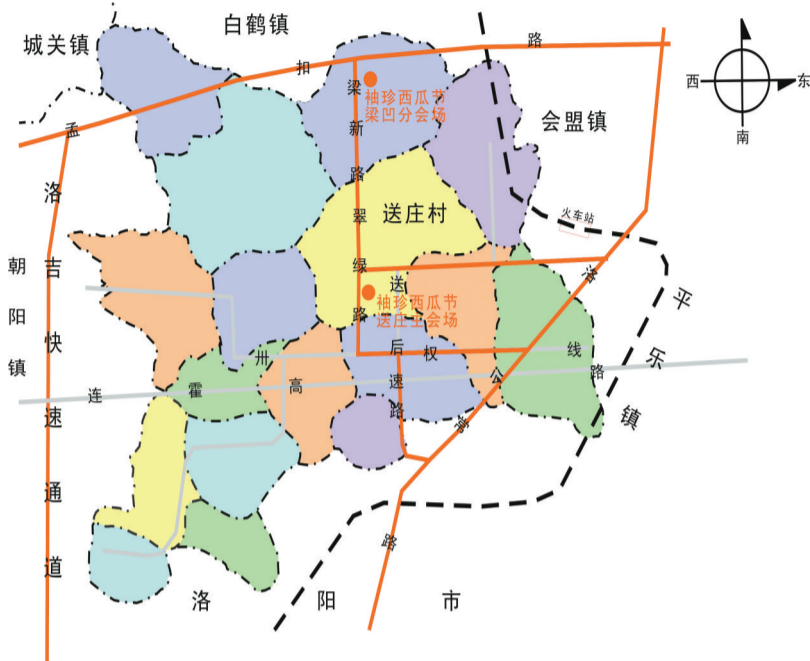 白鹤镇
城关镇
会盟镇
孟扣路
袖珍西瓜节
梁凹分会场
梁新路
翠绿路
送庄村
火车站
西
东
南
洛吉快速通道
朝阳镇
袖珍西瓜节
送庄主会场
送后速路
卅权线
连霍高路
洛常公路
平乐镇
洛阳市